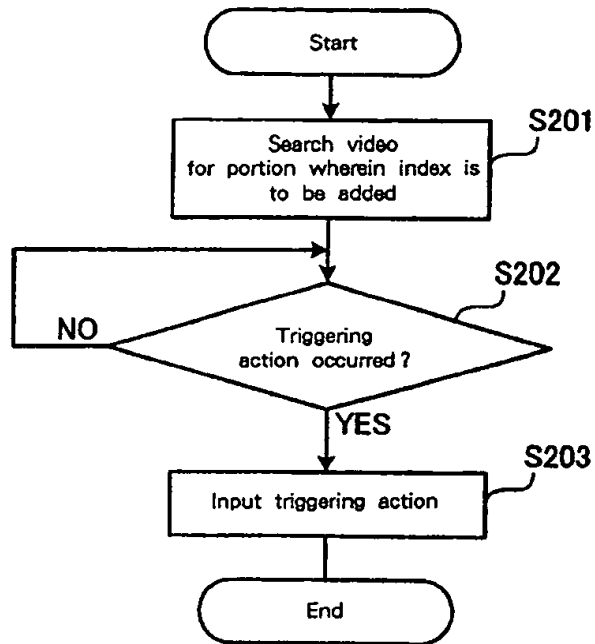 Start
S201
Search video
for portion wherein index is
to be added
S202
NO
Triggering
action occurred?
YES
S203
Input triggering action
End